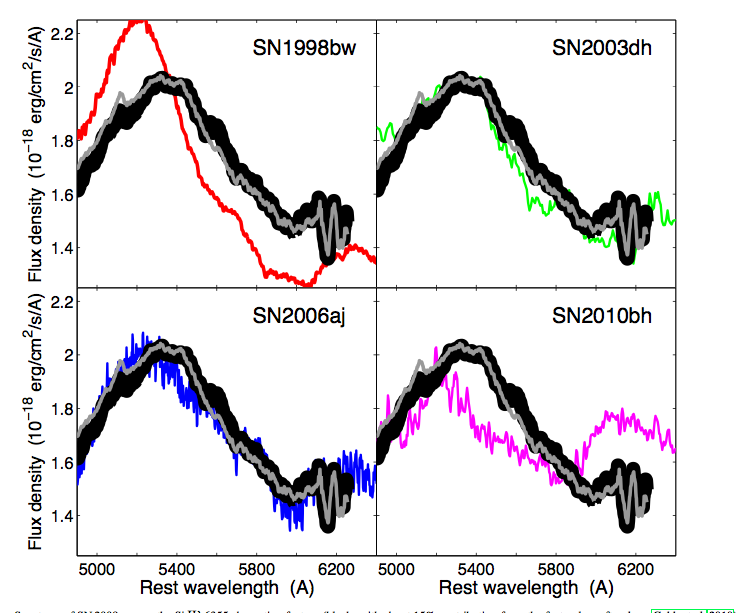 2.2
2
1.8
1.6
1.4
Flux density (10⁻¹⁸ erg/cm²/s/A)
SN1998bw
SN2003dh
2.2
2
1.8
1.6
1.4
Flux density (10⁻¹⁸ erg/cm²/s/A)
SN2006aj
SN2010bh
5000 5400 5800 6200
5000 5400 5800 6200
Rest wavelength (A)
Rest wavelength (A)